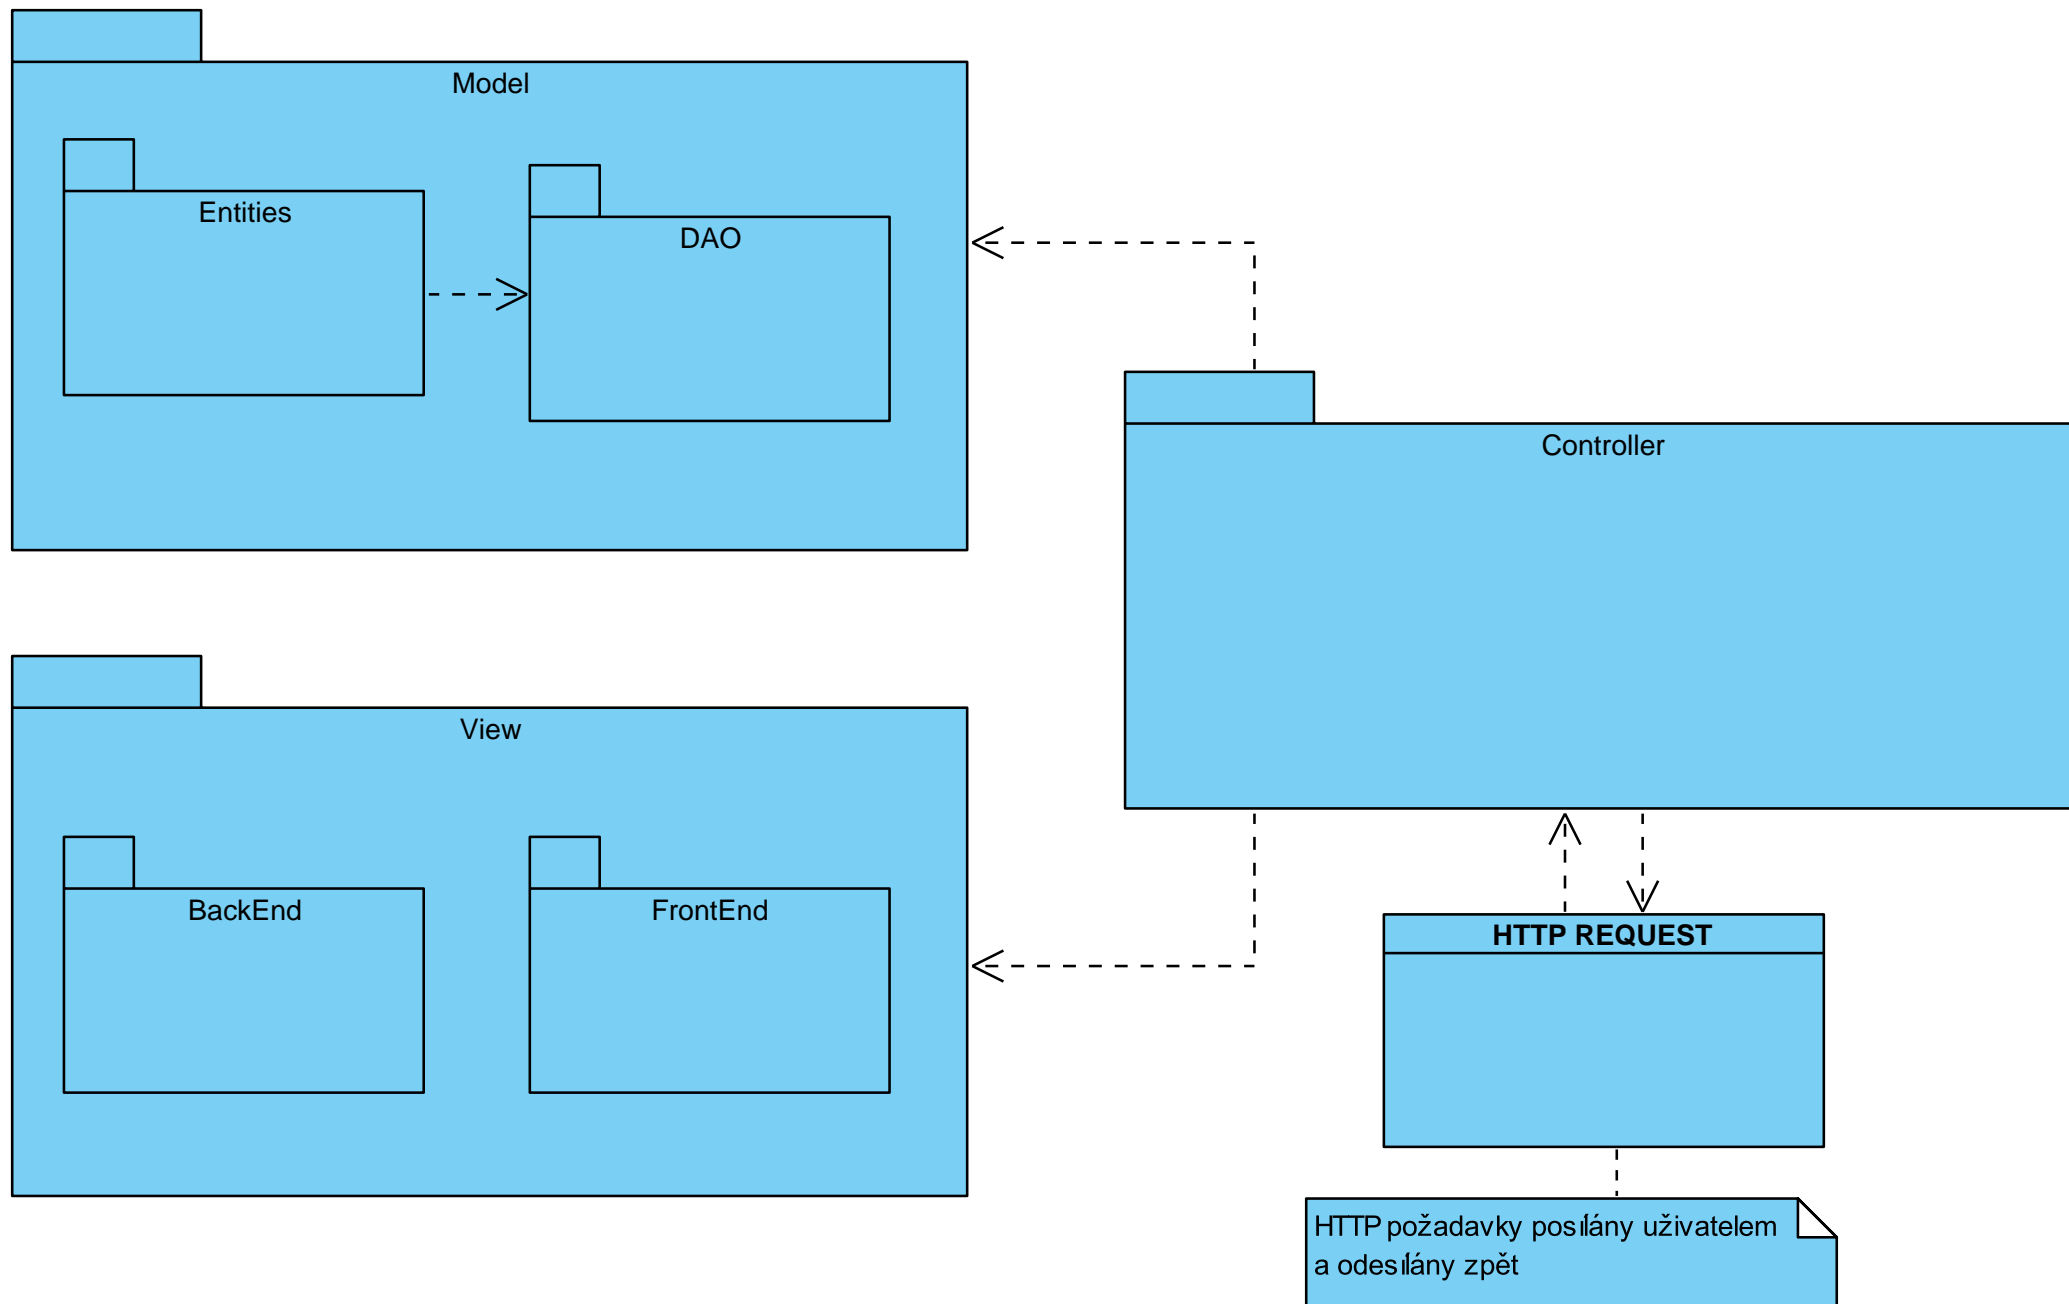 Model
Entities
DAO
Controller
View
BackEnd
FrontEnd
HTTP REQUEST
HTTP požadavky posílány uživatelem
a odesílány zpět